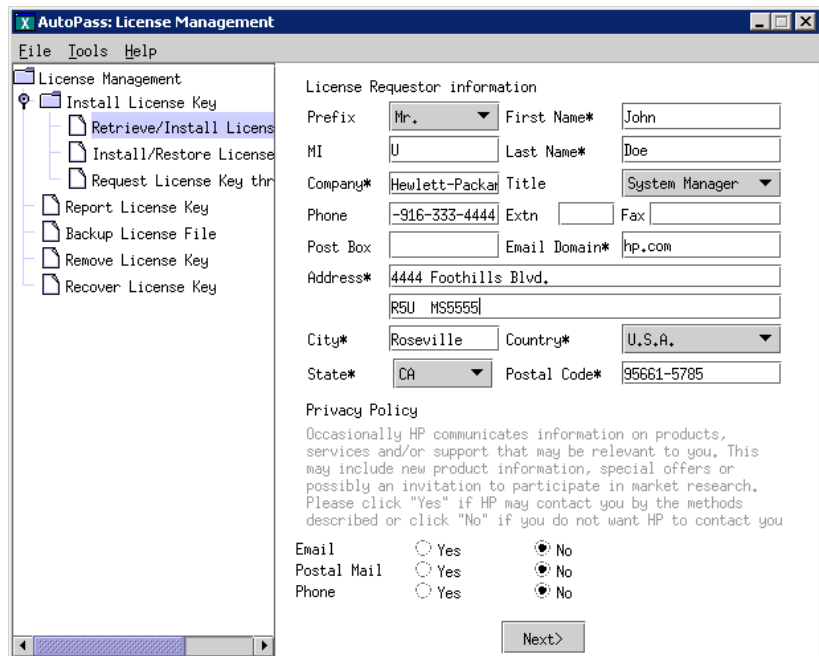 AutoPass: License Management
File Tools Help
License Management
Install License Key
Retrieve/Install Licens
Install/Restore License
Request License Key thr
Report License Key
Backup License File
Remove License Key
Recover License Key
License Requestor information
Prefix Mr. First Name* John
MI U Last Name* Doe
Company* Hewlett-Packar Title System Manager
Phone -916-333-4444 Extn Fax
Post Box Email Domain* hp.com
Address* 4444 Foothills Blvd.
R5U MS5555
City* Roseville Country* U.S.A.
State* CA Postal Code* 95661-5785
Privacy Policy
Occasionally HP communicates information on products,
services and/or support that may be relevant to you. This
may include new product information, special offers or
possibly an invitation to participate in market research.
Please click "Yes" if HP may contact you by the methods
described or click "No" if you do not want HP to contact you
Email Yes No
Postal Mail Yes No
Phone Yes No
Next>